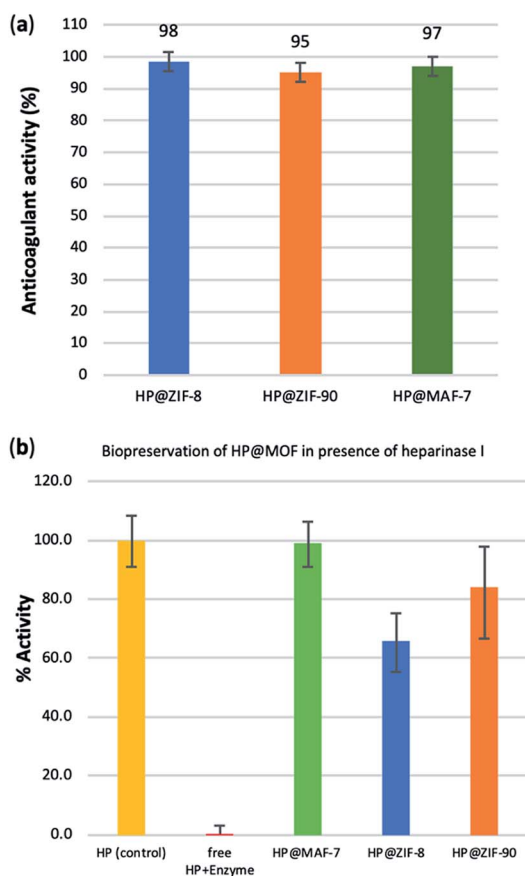 (a)
98
95
97
110
100
90
80
70
60
50
40
30
20
10
0
Anticoagulant activity (%)
HP@ZIF-8 HP@ZIF-90 HP@MAF-7
(b)
Biopreservation of HP@MOF in presence of heparinase I
120.0
100.0
80.0
60.0
40.0
20.0
0.0
% Activity
HP (control)
free
HP+Enzyme
HP@MAF-7
HP@ZIF-8
HP@ZIF-90